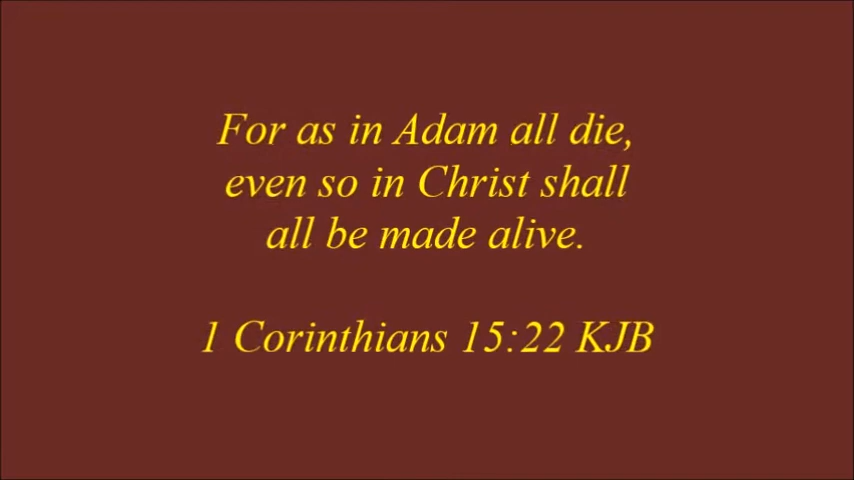 For as in Adam all die,
even so in Christ shall
all be made alive.
1 Corinthians 15:22 KJB